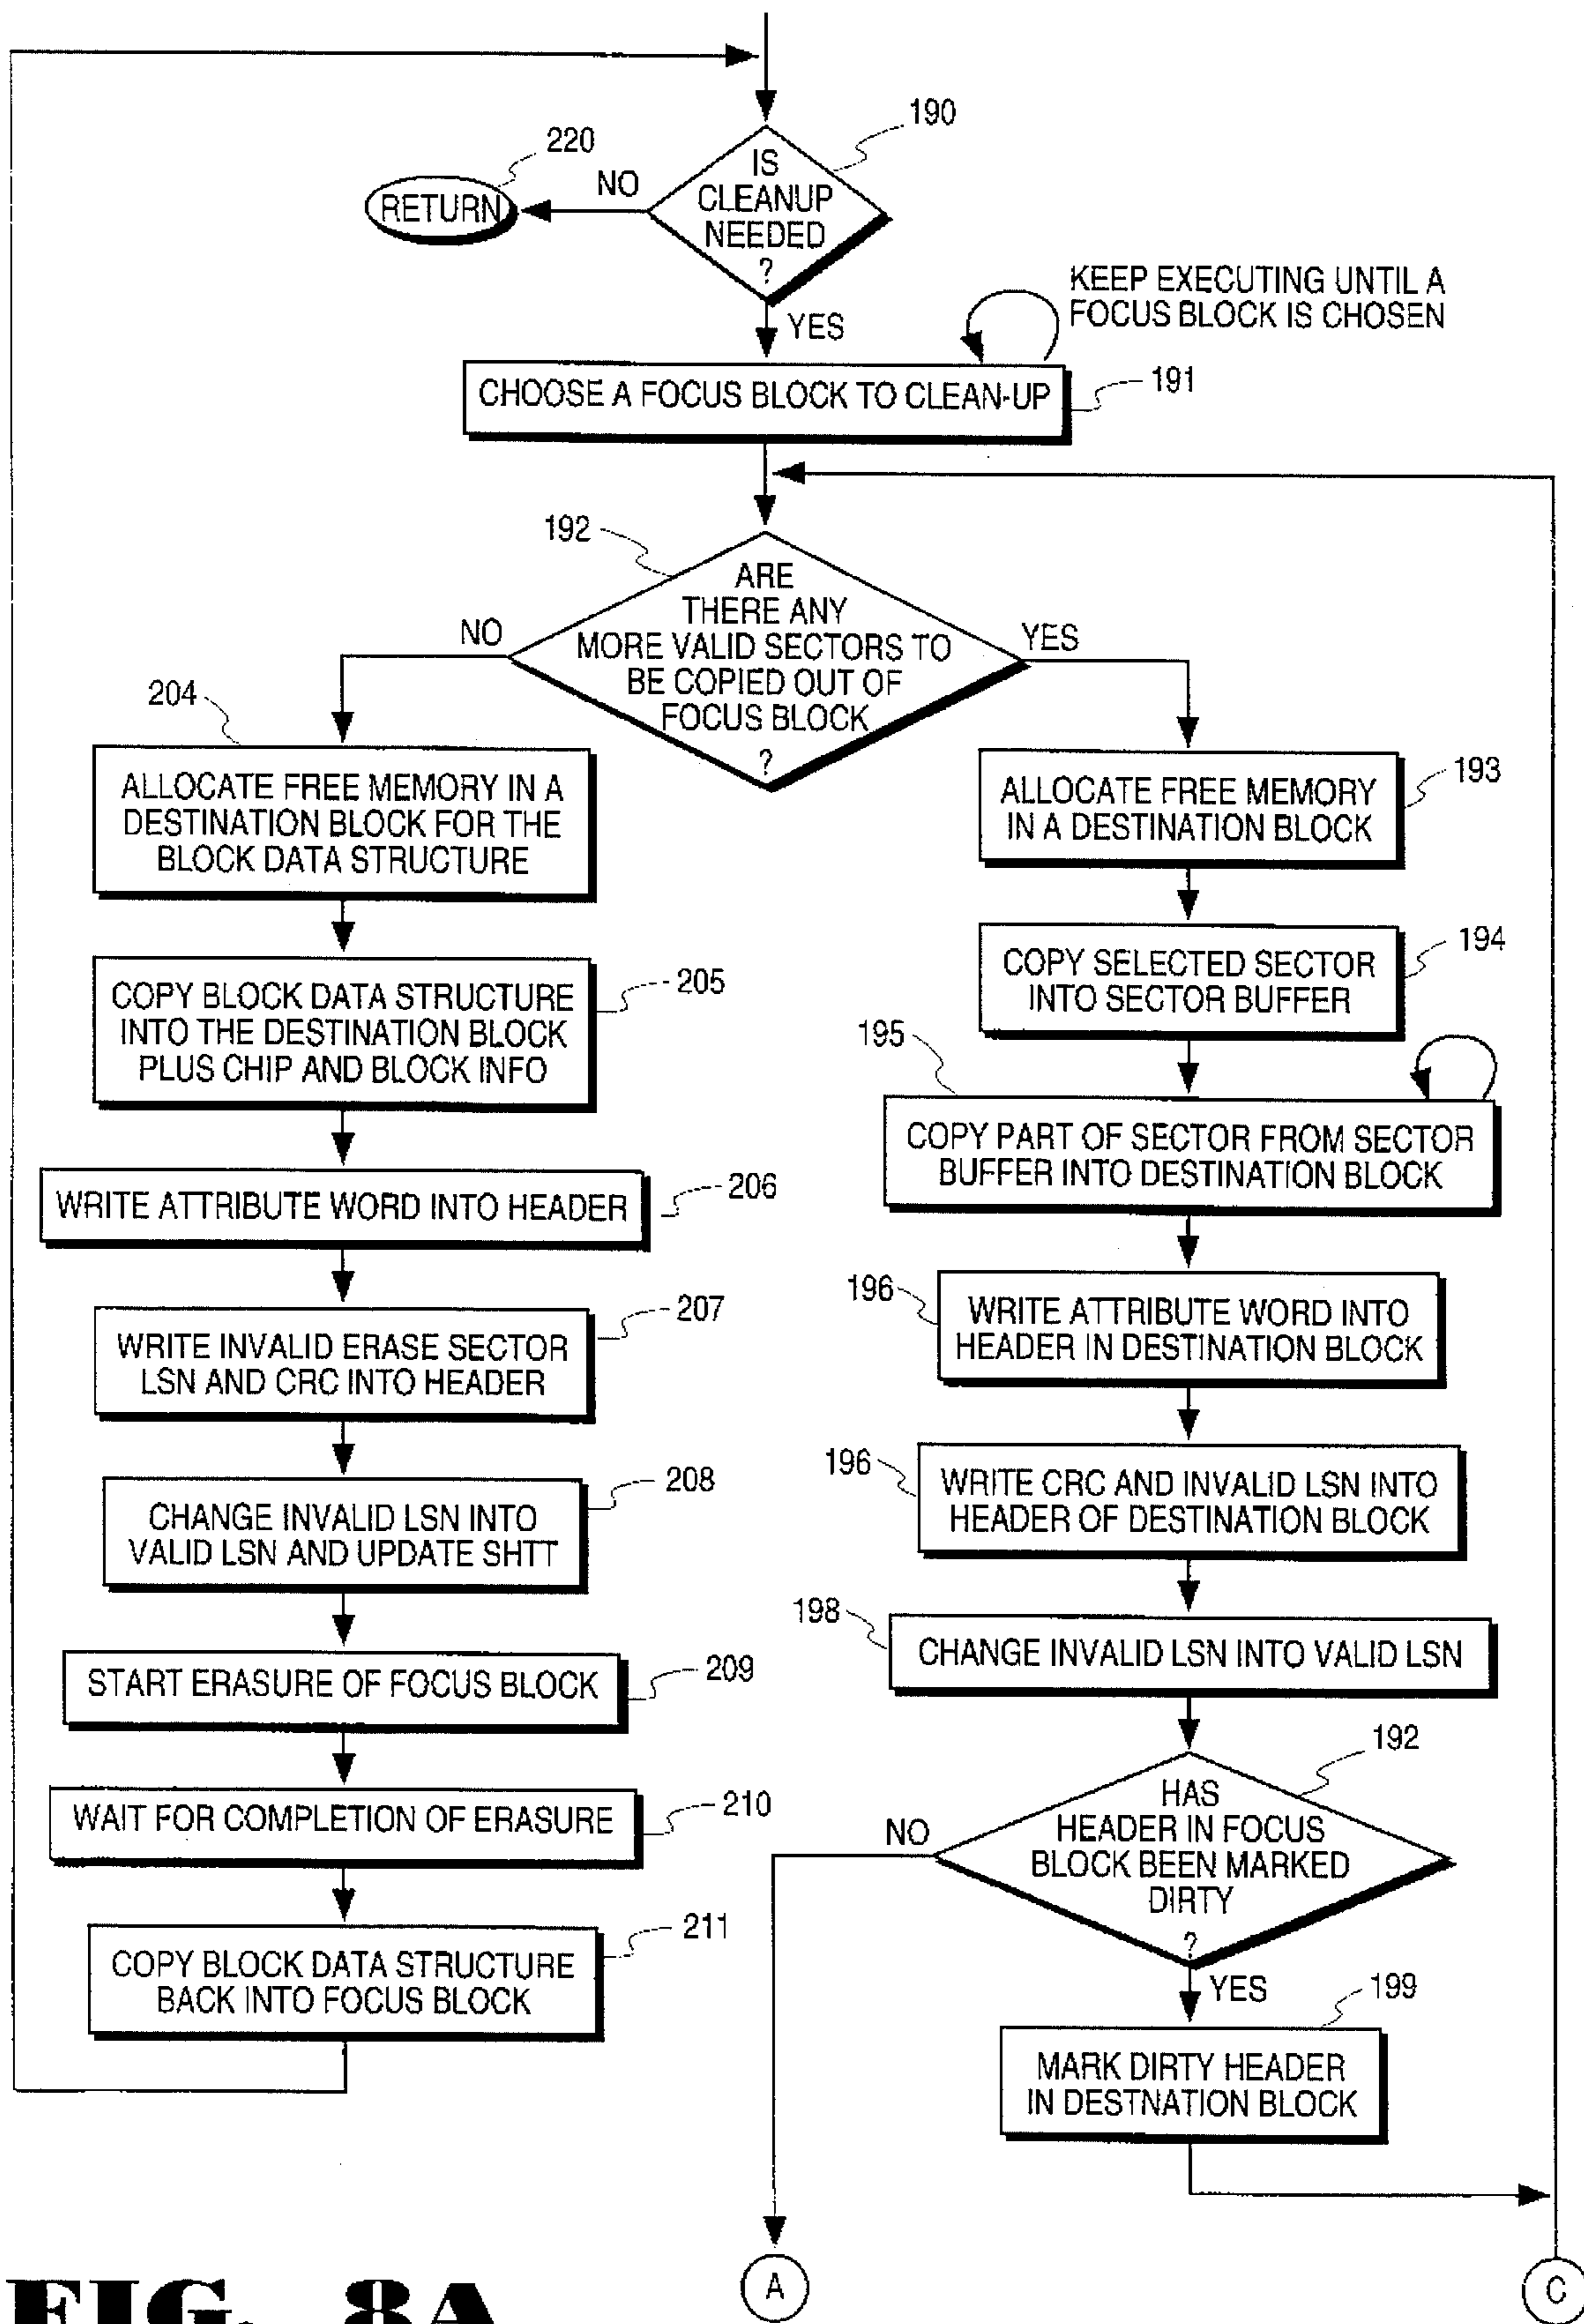 190
220
IS
CLEANUP
NEEDED
?
NO
RETURN
YES
KEEP EXECUTING UNTIL A
FOCUS BLOCK IS CHOSEN
CHOOSE A FOCUS BLOCK TO CLEAN-UP
191
192
ARE
THERE ANY
MORE VALID SECTORS TO
BE COPIED OUT OF
FOCUS BLOCK
?
NO
YES
204
ALLOCATE FREE MEMORY IN A
DESTINATION BLOCK FOR THE
BLOCK DATA STRUCTURE
205
COPY BLOCK DATA STRUCTURE
INTO THE DESTINATION BLOCK
PLUS CHIP AND BLOCK INFO
WRITE ATTRIBUTE WORD INTO HEADER
206
207
WRITE INVALID ERASE SECTOR
LSN AND CRC INTO HEADER
208
CHANGE INVALID LSN INTO
VALID LSN AND UPDATE SHTT
START ERASURE OF FOCUS BLOCK
209
WAIT FOR COMPLETION OF ERASURE
210
211
COPY BLOCK DATA STRUCTURE
BACK INTO FOCUS BLOCK
193
ALLOCATE FREE MEMORY
IN A DESTINATION BLOCK
194
COPY SELECTED SECTOR
INTO SECTOR BUFFER
195
COPY PART OF SECTOR FROM SECTOR
BUFFER INTO DESTINATION BLOCK
196
WRITE ATTRIBUTE WORD INTO
HEADER IN DESTINATION BLOCK
196
WRITE CRC AND INVALID LSN INTO
HEADER OF DESTINATION BLOCK
198
CHANGE INVALID LSN INTO VALID LSN
192
HAS
HEADER IN FOCUS
BLOCK BEEN MARKED
DIRTY
?
NO
YES
199
MARK DIRTY HEADER
IN DESTNATION BLOCK
A
C
FIG. 8A